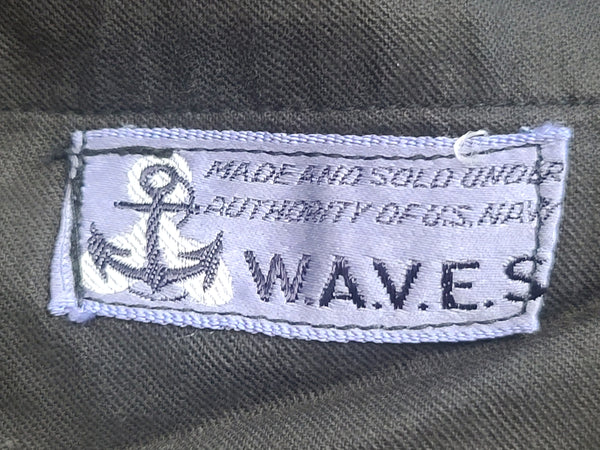 MADE AND SOLD UNDER
AUTHORITY OF U.S. NAVY
W.A.V.E.S